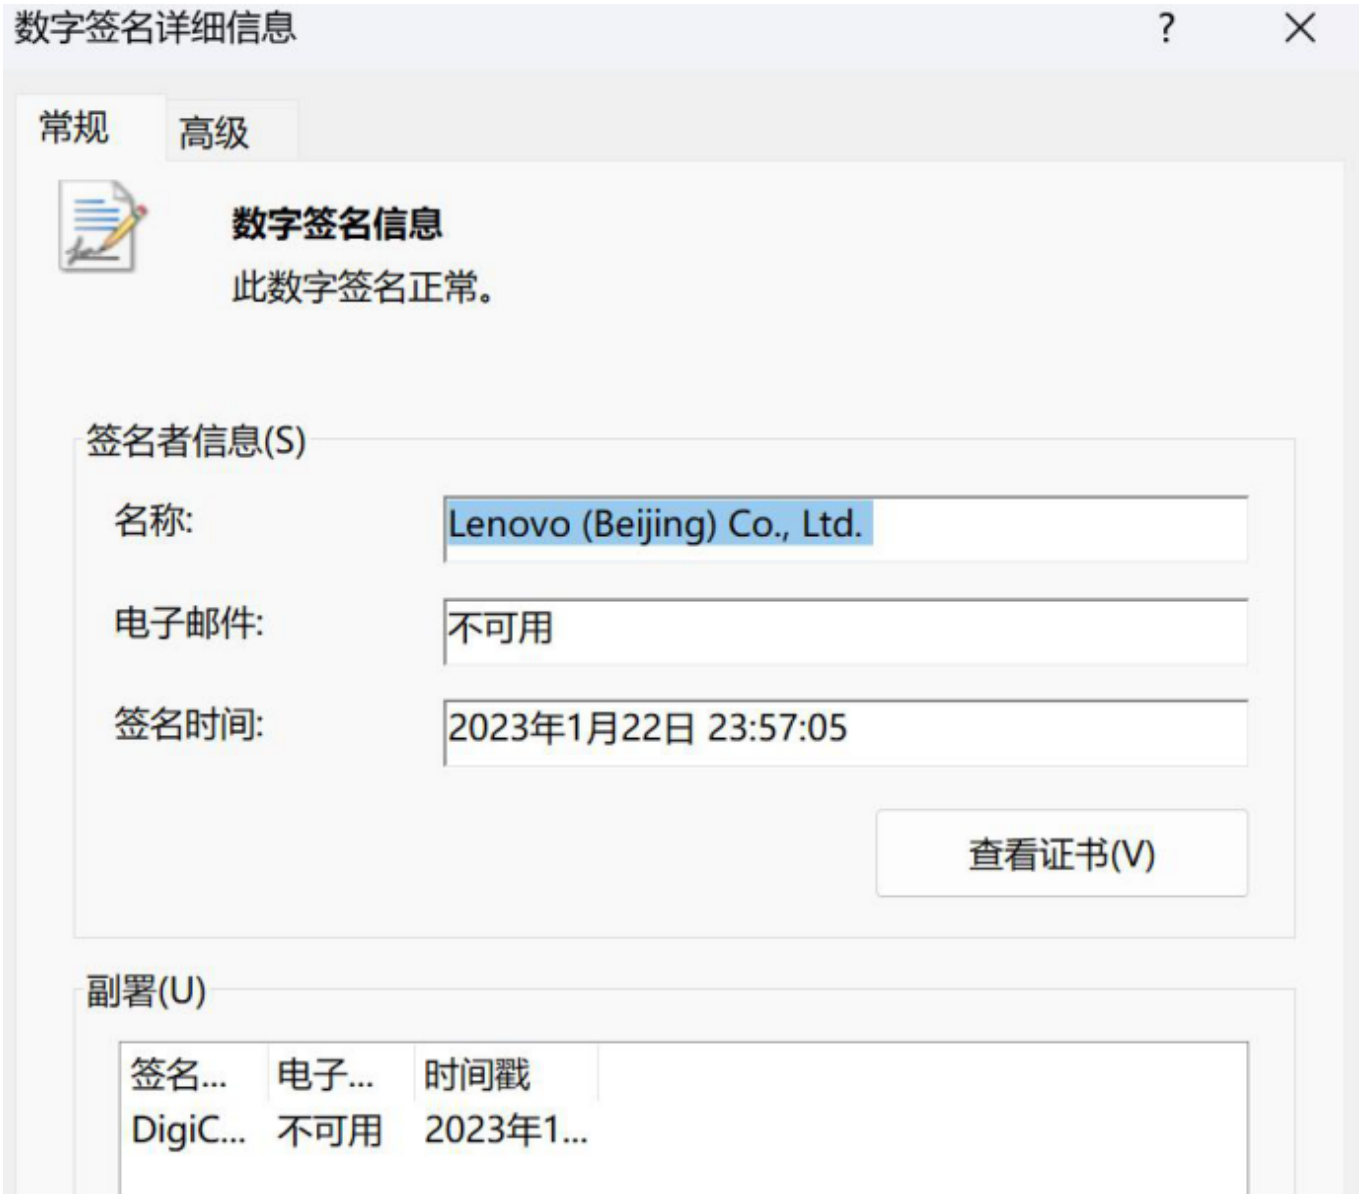 数字签名详细信息
?
常规
高级
数字签名信息
此数字签名正常。
签名者信息(S)
名称:
Lenovo (Beijing) Co., Ltd.
电子邮件:
不可用
签名时间:
2023年1月22日 23:57:05
查看证书(V)
副署(U)
签名... 电子... 时间戳
DigiC... 不可用 2023年1...